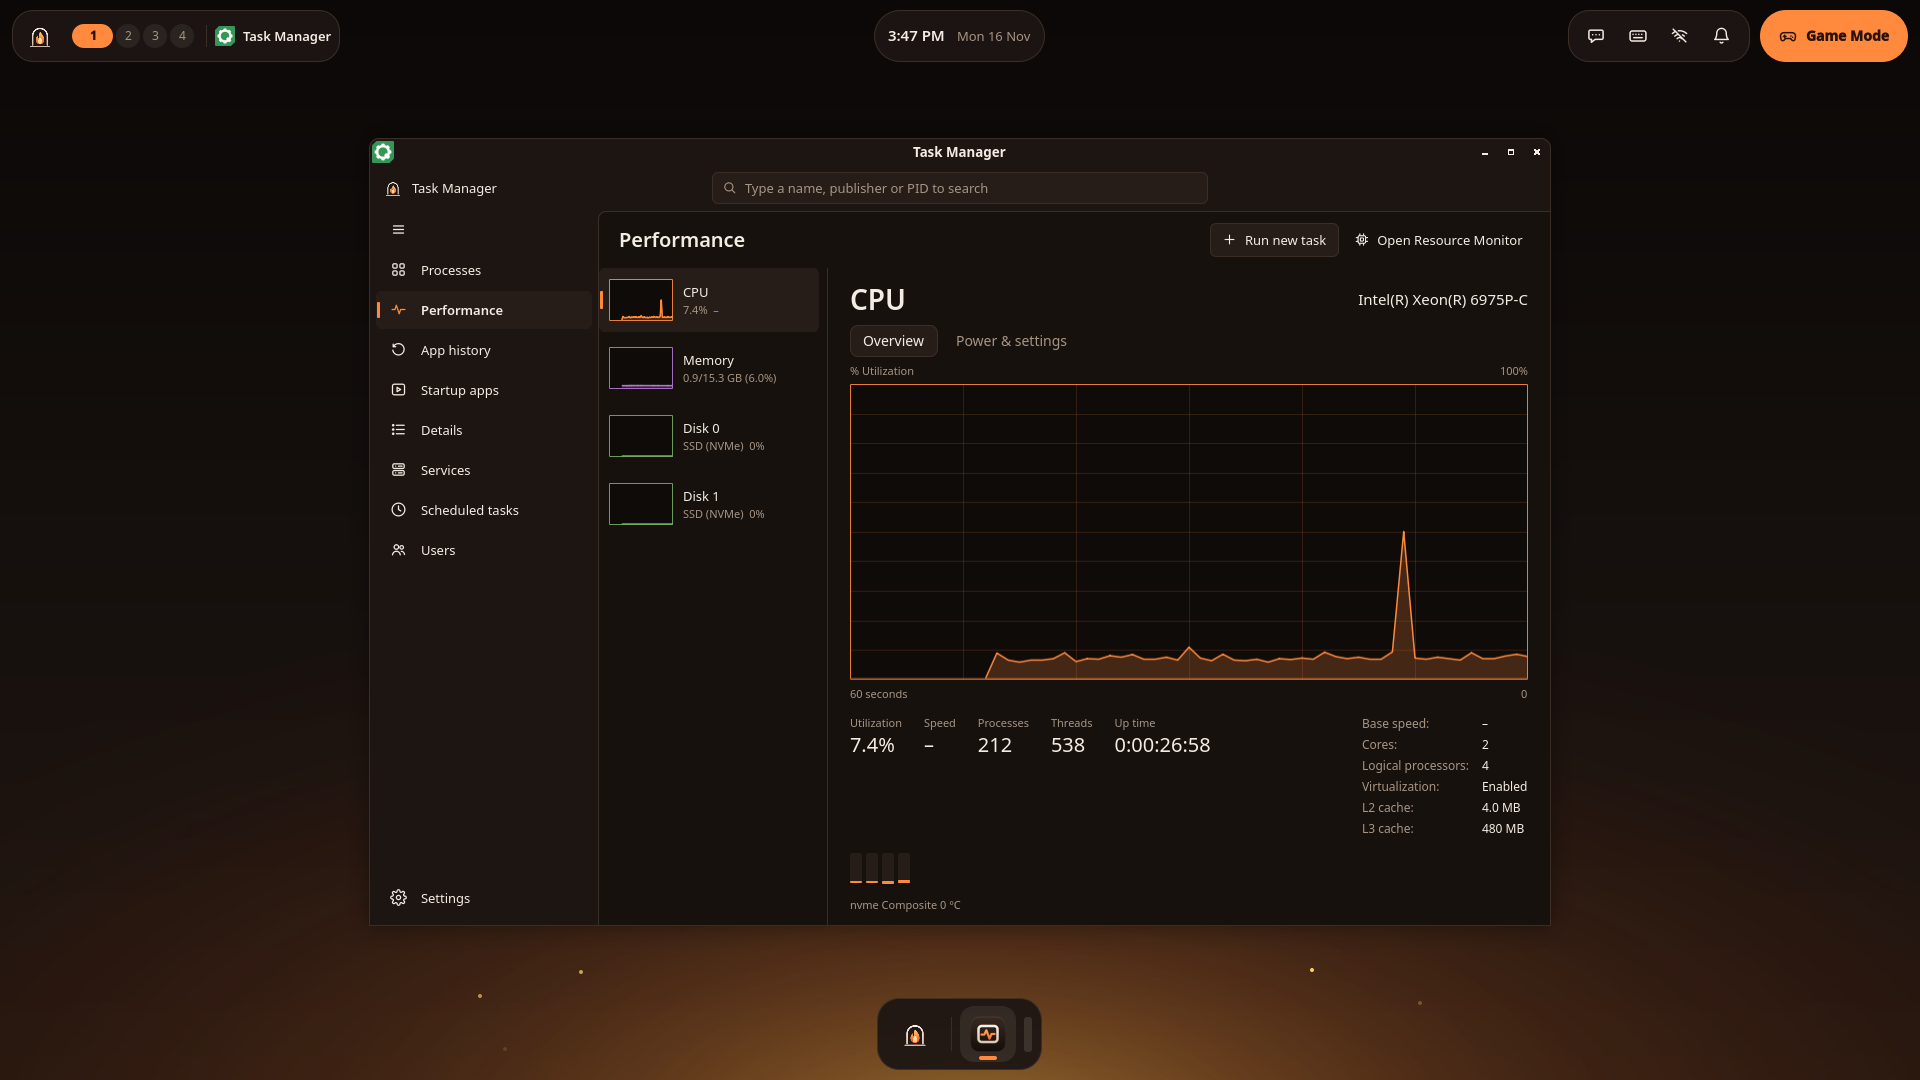 1 2 3 4 Task Manager
3:47 PM Mon 16 Nov
Game Mode
Task Manager
Task Manager
Type a name, publisher or PID to search
Performance
Run new task
Open Resource Monitor
Processes
Performance
App history
Startup apps
Details
Services
Scheduled tasks
Users
Settings
CPU
7.4% –
Memory
0.9/15.3 GB (6.0%)
Disk 0
SSD (NVMe) 0%
Disk 1
SSD (NVMe) 0%
CPU
Intel(R) Xeon(R) 6975P-C
Overview
Power & settings
% Utilization
100%
60 seconds
0
Utilization
7.4%
Speed
–
Processes
212
Threads
538
Up time
0:00:26:58
Base speed: –
Cores: 2
Logical processors: 4
Virtualization: Enabled
L2 cache: 4.0 MB
L3 cache: 480 MB
nvme Composite 0 °C